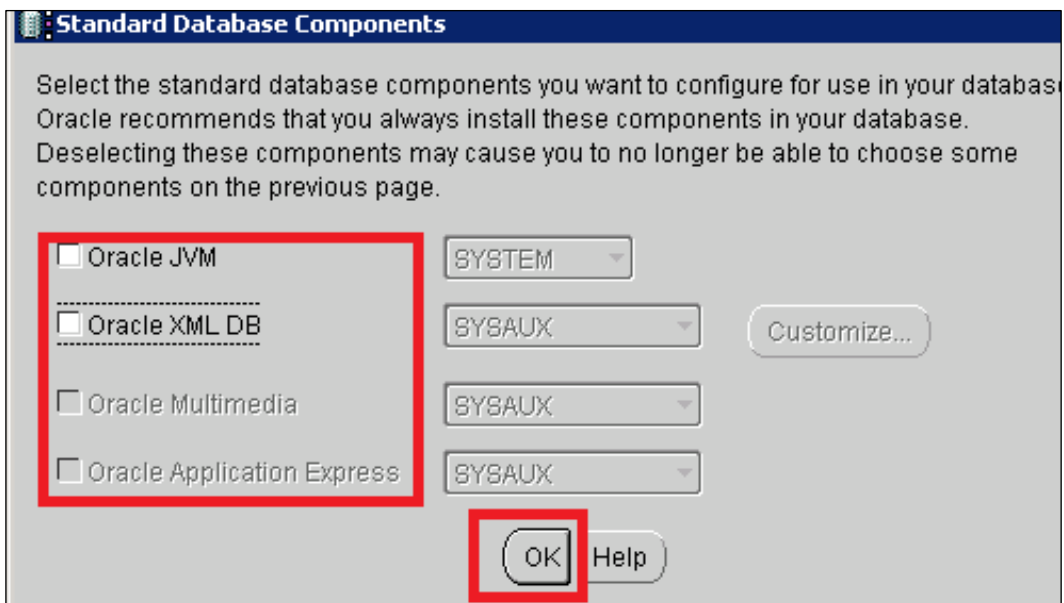 Standard Database Components
Select the standard database components you want to configure for use in your databas
Oracle recommends that you always install these components in your database.
Deselecting these components may cause you to no longer be able to choose some
components on the previous page.
Oracle JVM SYSTEM
Oracle XML DB SYSAUX Customize...
Oracle Multimedia SYSAUX
Oracle Application Express SYSAUX
OK Help